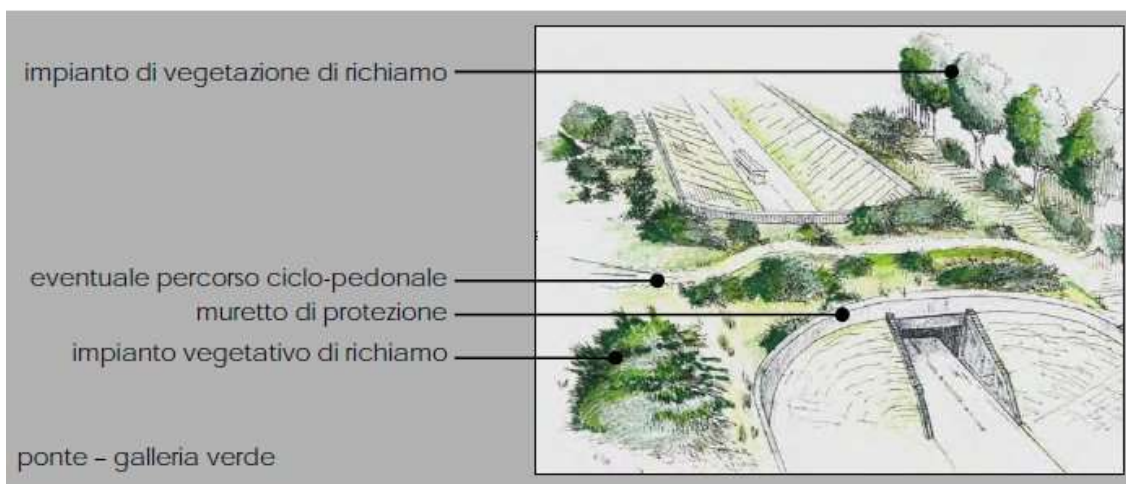 impianto di vegetazione di richiamo
eventuale percorso ciclo-pedonale
muretto di protezione
impianto vegetativo di richiamo
ponte – galleria verde